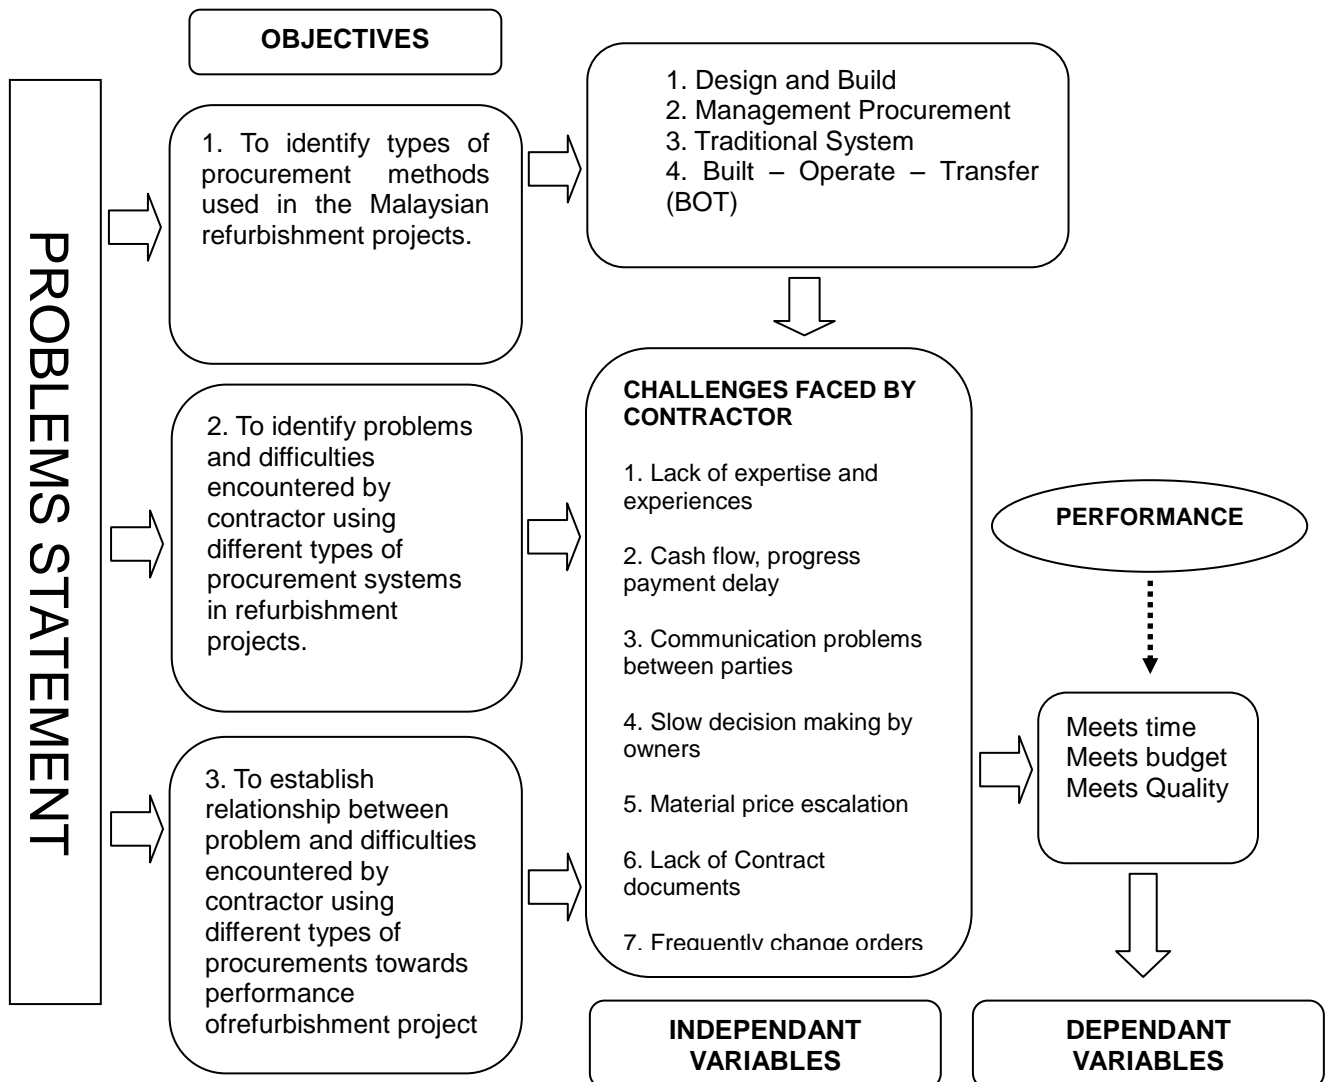 PROBLEMS STATEMENT
OBJECTIVES
1. To identify types of
procurement methods
used in the Malaysian
refurbishment projects.
1. Design and Build
2. Management Procurement
3. Traditional System
4. Built – Operate – Transfer
(BOT)
2. To identify problems
and difficulties
encountered by
contractor using
different types of
procurement systems
in refurbishment
projects.
3. To establish
relationship between
problem and difficulties
encountered by
contractor using
different types of
procurements towards
performance
ofrefurbishment project
CHALLENGES FACED BY
CONTRACTOR
1. Lack of expertise and
experiences
2. Cash flow, progress
payment delay
3. Communication problems
between parties
4. Slow decision making by
owners
5. Material price escalation
6. Lack of Contract
documents
7. Frequently change orders
PERFORMANCE
Meets time
Meets budget
Meets Quality
INDEPENDANT
VARIABLES
DEPENDANT
VARIABLES